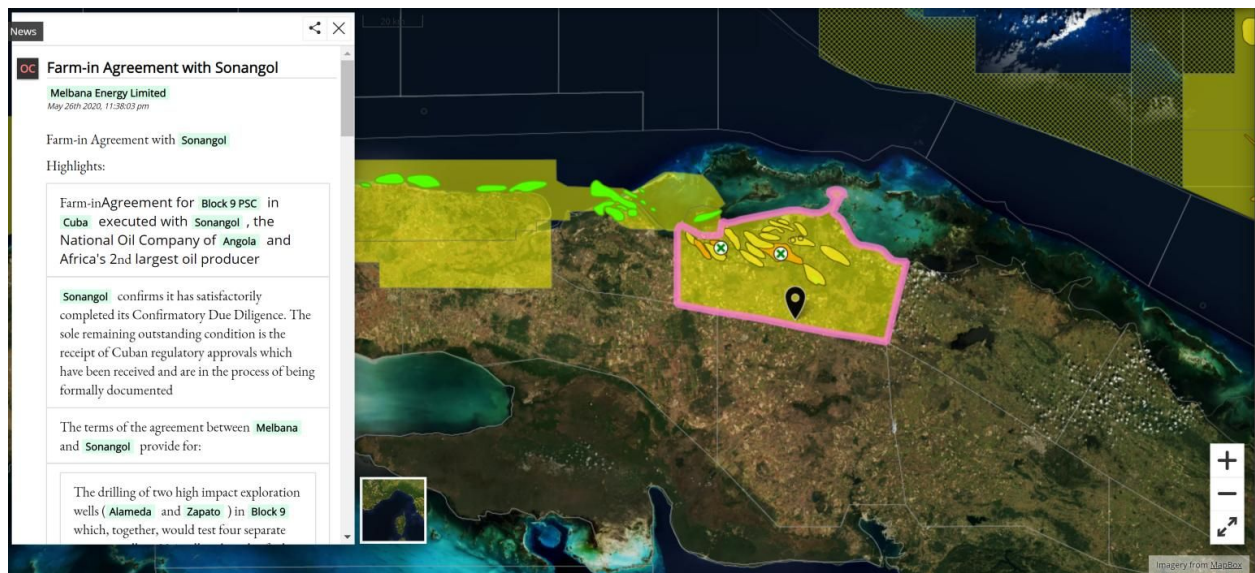 News
20 km
OC
Farm-in Agreement with Sonangol
Melbana Energy Limited
May 26th 2020, 11:38:03 pm
Farm-in Agreement with Sonangol
Highlights:
Farm-inAgreement for Block 9 PSC in
Cuba executed with Sonangol , the
National Oil Company of Angola and
Africa's 2nd largest oil producer
Sonangol confirms it has satisfactorily
completed its Confirmatory Due Diligence. The
sole remaining outstanding condition is the
receipt of Cuban regulatory approvals which
have been received and are in the process of being
formally documented
The terms of the agreement between Melbana
and Sonangol provide for:
The drilling of two high impact exploration
wells ( Alameda and Zapato ) in Block 9
which, together, would test four separate
Imagery from MapBox